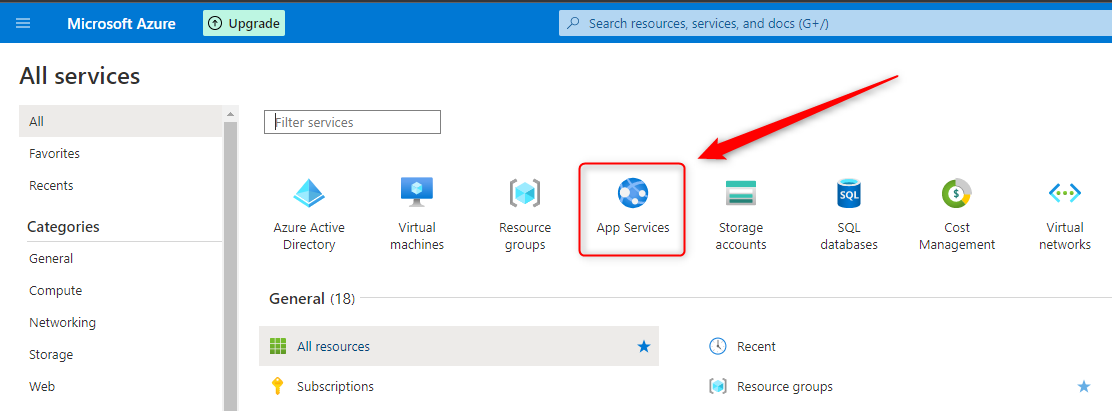 Microsoft Azure
Upgrade
Search resources, services, and docs (G+/)
All services
All
Favorites
Recents
Categories
General
Compute
Networking
Storage
Web
Filter services
Azure Active
Directory
Virtual
machines
Resource
groups
App Services
Storage
accounts
SQL
SQL
databases
$
Cost
Management
Virtual
networks
General (18)
All resources
Recent
Subscriptions
Resource groups